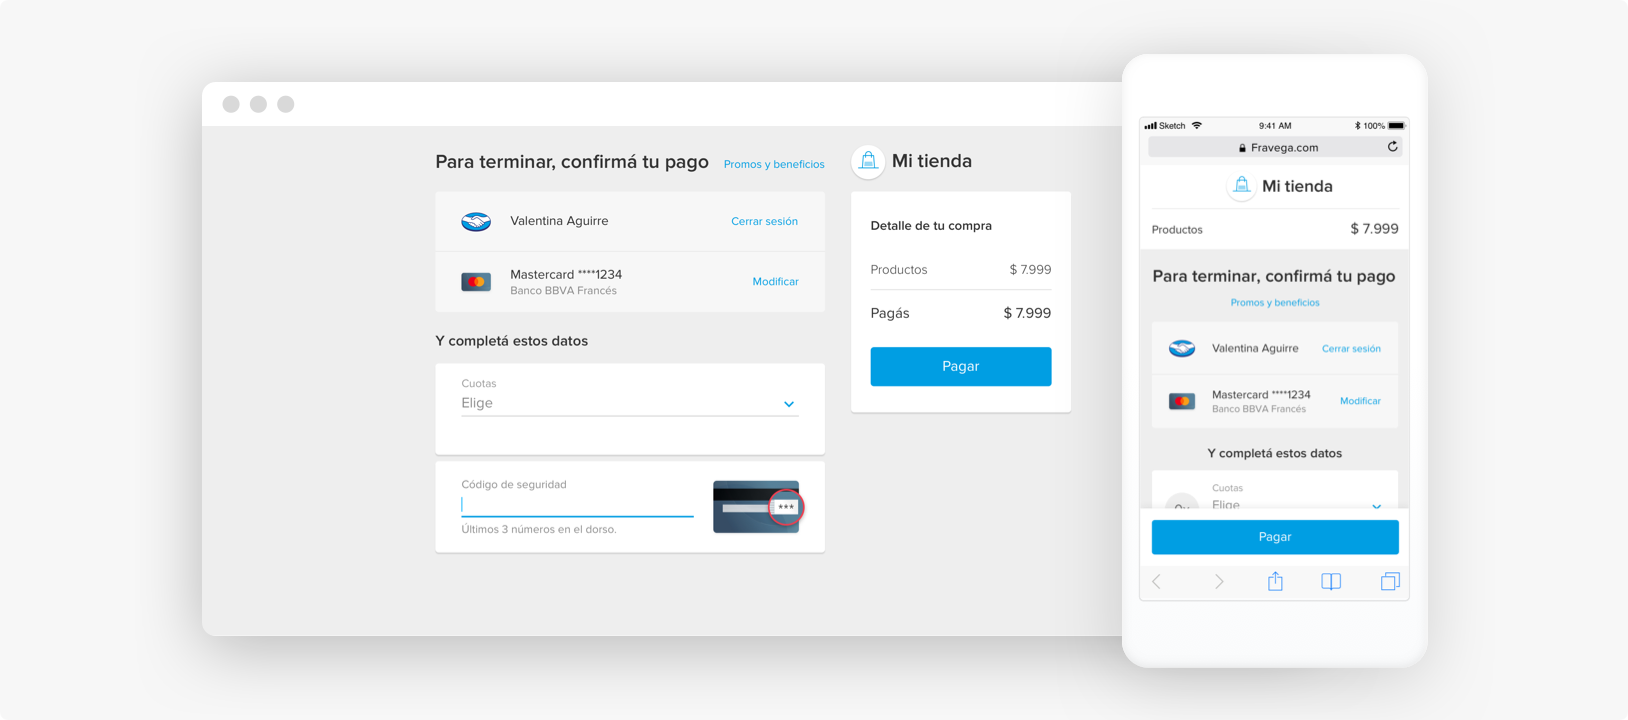 Para terminar, confirmá tu pago
Promos y beneficios
Valentina Aguirre
Cerrar sesión
Mastercard ****1234
Banco BBVA Francés
Modificar
Y completá estos datos
Cuotas
Elige
Código de seguridad
Últimos 3 números en el dorso.
***
Mi tienda
Detalle de tu compra
Productos $ 7.999
Pagás $ 7.999
Pagar
Sketch 9:41 AM 100%
Fravega.com
Mi tienda
Productos $ 7.999
Para terminar, confirmá tu pago
Promos y beneficios
Valentina Aguirre
Cerrar sesión
Mastercard ****1234
Banco BBVA Francés
Modificar
Y completá estos datos
Cuotas
Elige
Pagar